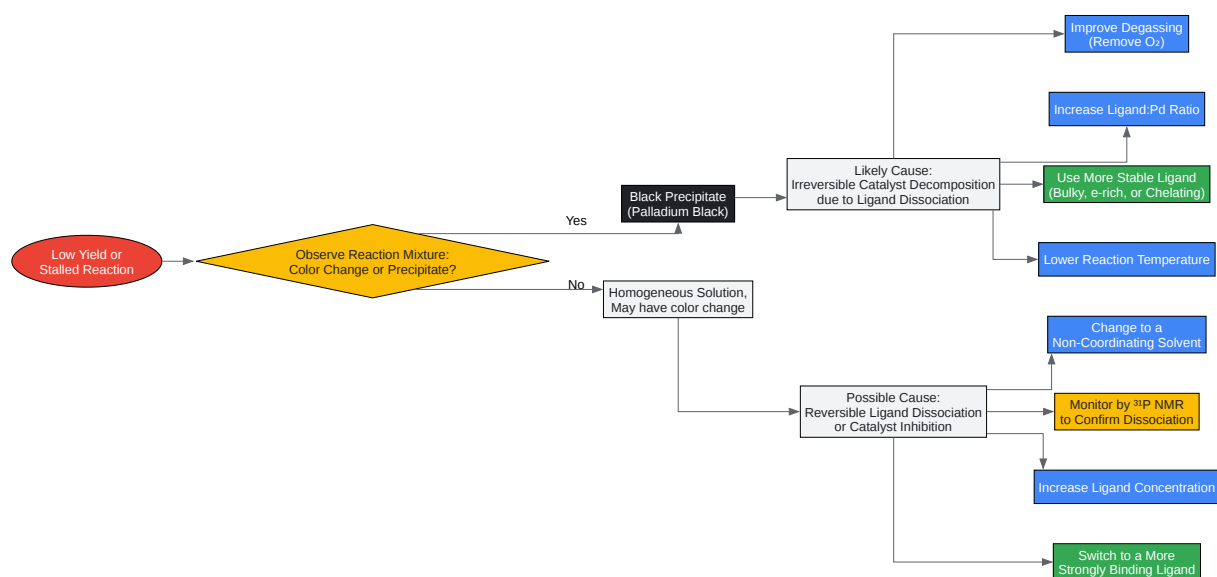 Low Yield or
Stalled Reaction
Observe Reaction Mixture:
Color Change or Precipitate?
Yes
No
Black Precipitate
(Palladium Black)
Homogeneous Solution,
May have color change
Likely Cause:
Irreversible Catalyst Decomposition
due to Ligand Dissociation
Improve Degassing
(Remove O₂)
Increase Ligand:Pd Ratio
Use More Stable Ligand
(Bulky, e-rich, or Chelating)
Lower Reaction Temperature
Possible Cause:
Reversible Ligand Dissociation
or Catalyst Inhibition
Change to a
Non-Coordinating Solvent
Monitor by ³¹P NMR
to Confirm Dissociation
Increase Ligand Concentration
Switch to a More
Strongly Binding Ligand